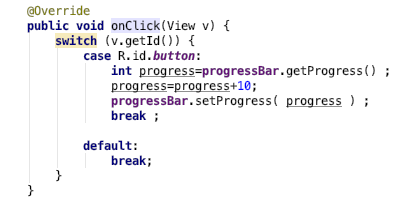 @Override
public void onClick(View v) {
    switch (v.getId()) {
        case R.id.button:
            int progress=progressBar.getProgress() ;
            progress=progress+10;
            progressBar.setProgress( progress ) ;
            break ;
        default:
            break;
    }
}